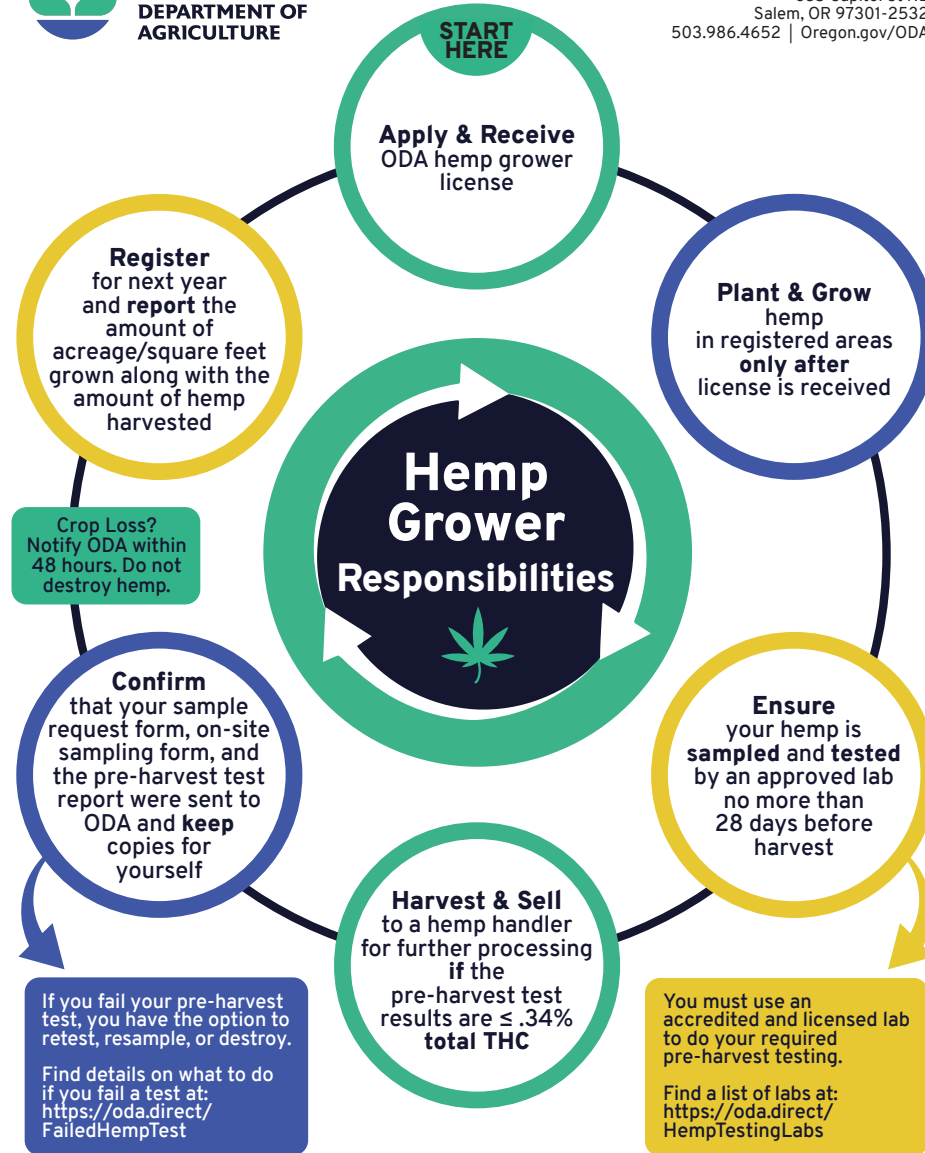 DEPARTMENT OF
AGRICULTURE
Salem, OR 97301-2532
503.986.4652 | Oregon.gov/ODA
START
HERE
Apply & Receive
ODA hemp grower
license
Plant & Grow
hemp
in registered areas
only after
license is received
Ensure
your hemp is
sampled and tested
by an approved lab
no more than
28 days before
harvest
You must use an
accredited and licensed lab
to do your required
pre-harvest testing.
Find a list of labs at:
https://oda.direct/
HempTestingLabs
Harvest & Sell
to a hemp handler
for further processing
if the
pre-harvest test
results are ≤ .34%
total THC
Confirm
that your sample
request form, on-site
sampling form, and
the pre-harvest test
report were sent to
ODA and keep
copies for
yourself
If you fail your pre-harvest
test, you have the option to
retest, resample, or destroy.
Find details on what to do
if you fail a test at:
https://oda.direct/
FailedHempTest
Crop Loss?
Notify ODA within
48 hours. Do not
destroy hemp.
Register
for next year
and report the
amount of
acreage/square feet
grown along with the
amount of hemp
harvested
Hemp
Grower
Responsibilities